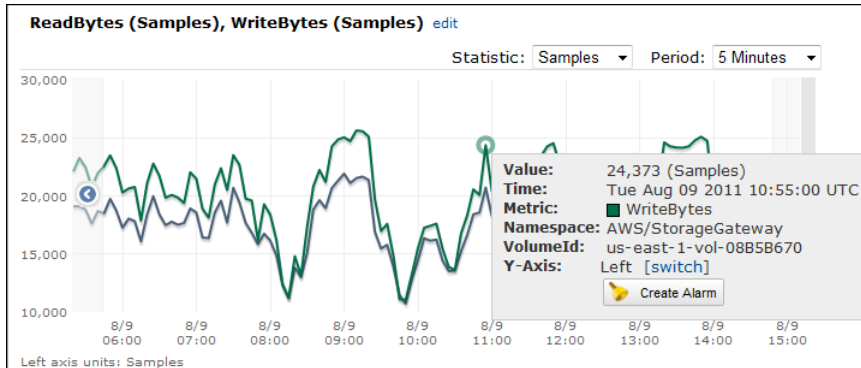 ReadBytes (Samples), WriteBytes (Samples) edit
Statistic: Samples Period: 5 Minutes
30,000
25,000
20,000
15,000
10,000
Value: 24,373 (Samples)
Time: Tue Aug 09 2011 10:55:00 UTC
Metric: WriteBytes
Namespace: AWS/StorageGateway
VolumeId: us-east-1-vol-08B5B670
Y-Axis: Left [switch]
Create Alarm
8/9 8/9 8/9 8/9 8/9 8/9 8/9 8/9 8/9 8/9
06:00 07:00 08:00 09:00 10:00 11:00 12:00 13:00 14:00 15:00
Left axis units: Samples